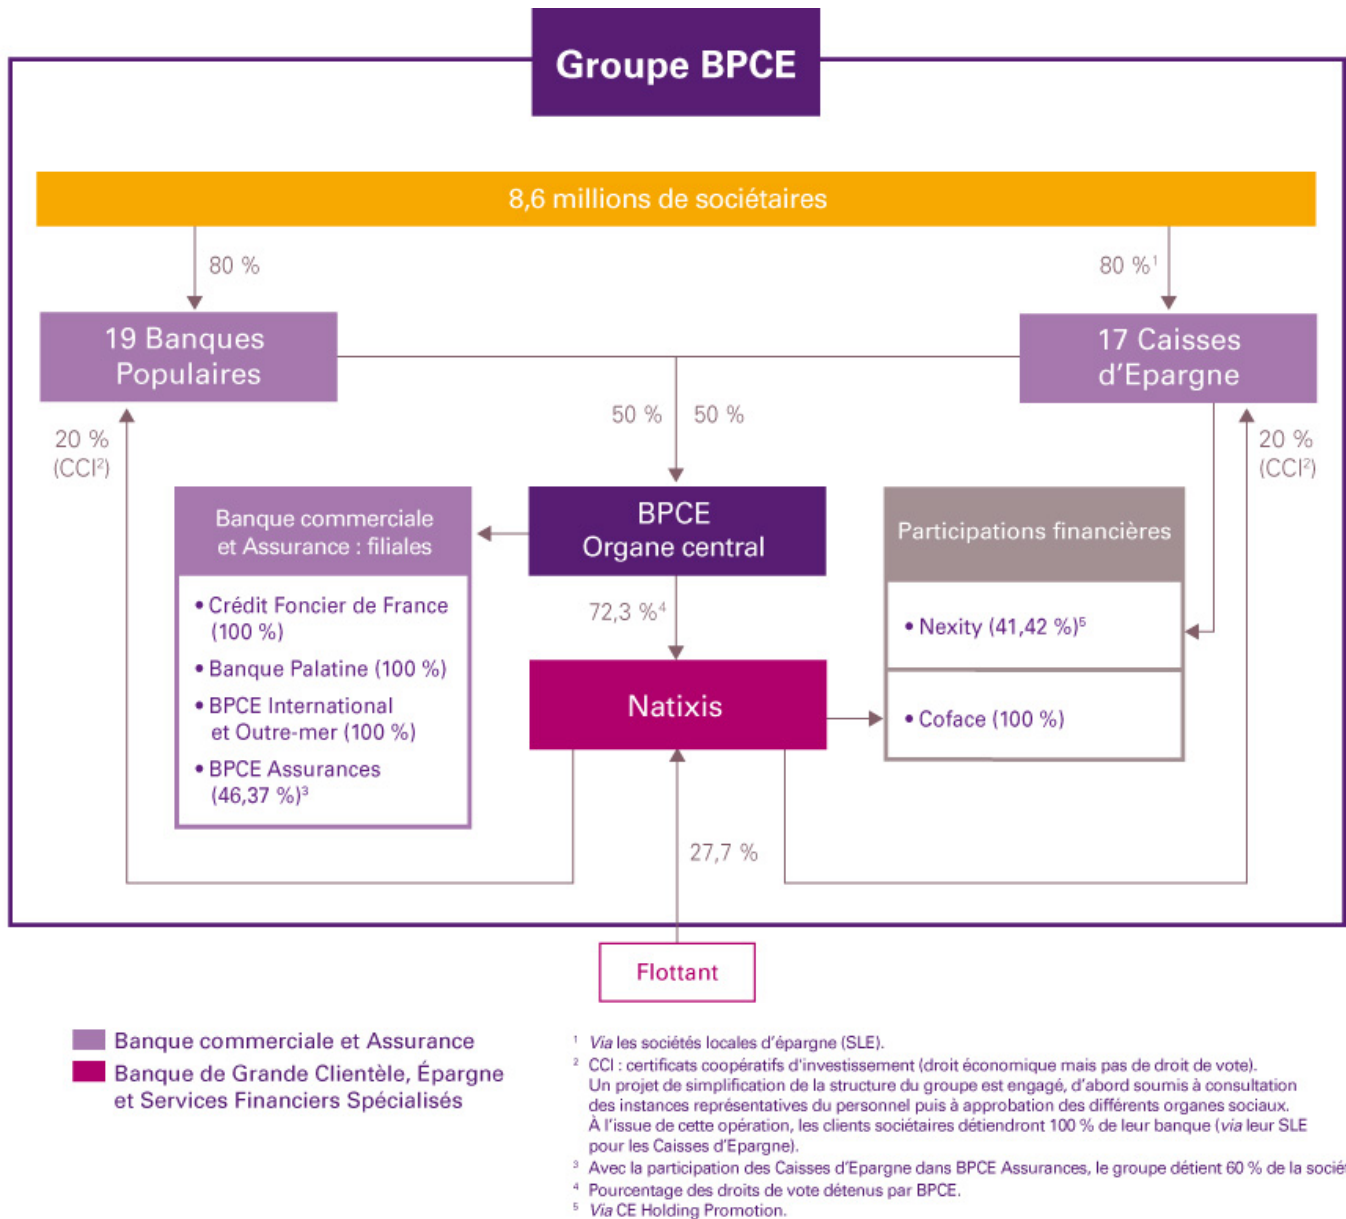 Groupe BPCE
8,6 millions de sociétaires
80 %
80 %¹
19 Banques
Populaires
17 Caisses
d'Epargne
50 %
50 %
20 %
(CCI²)
20 %
(CCI²)
Banque commerciale
et Assurance : filiales
• Crédit Foncier de France
(100 %)
• Banque Palatine (100 %)
• BPCE International
et Outre-mer (100 %)
• BPCE Assurances
(46,37 %)³
BPCE
Organe central
72,3 %⁴
Natixis
Participations financières
• Nexity (41,42 %)⁵
• Coface (100 %)
27,7 %
Flottant
Banque commerciale et Assurance
Banque de Grande Clientèle, Épargne
et Services Financiers Spécialisés
¹ Via les sociétés locales d'épargne (SLE).
² CCI : certificats coopératifs d'investissement (droit économique mais pas de droit de vote).
Un projet de simplification de la structure du groupe est engagé, d'abord soumis à consultation
des instances représentatives du personnel puis à approbation des différents organes sociaux.
À l'issue de cette opération, les clients sociétaires détiendront 100 % de leur banque (via leur SLE
pour les Caisses d'Epargne).
³ Avec la participation des Caisses d'Epargne dans BPCE Assurances, le groupe détient 60 % de la socié
⁴ Pourcentage des droits de vote détenus par BPCE.
⁵ Via CE Holding Promotion.